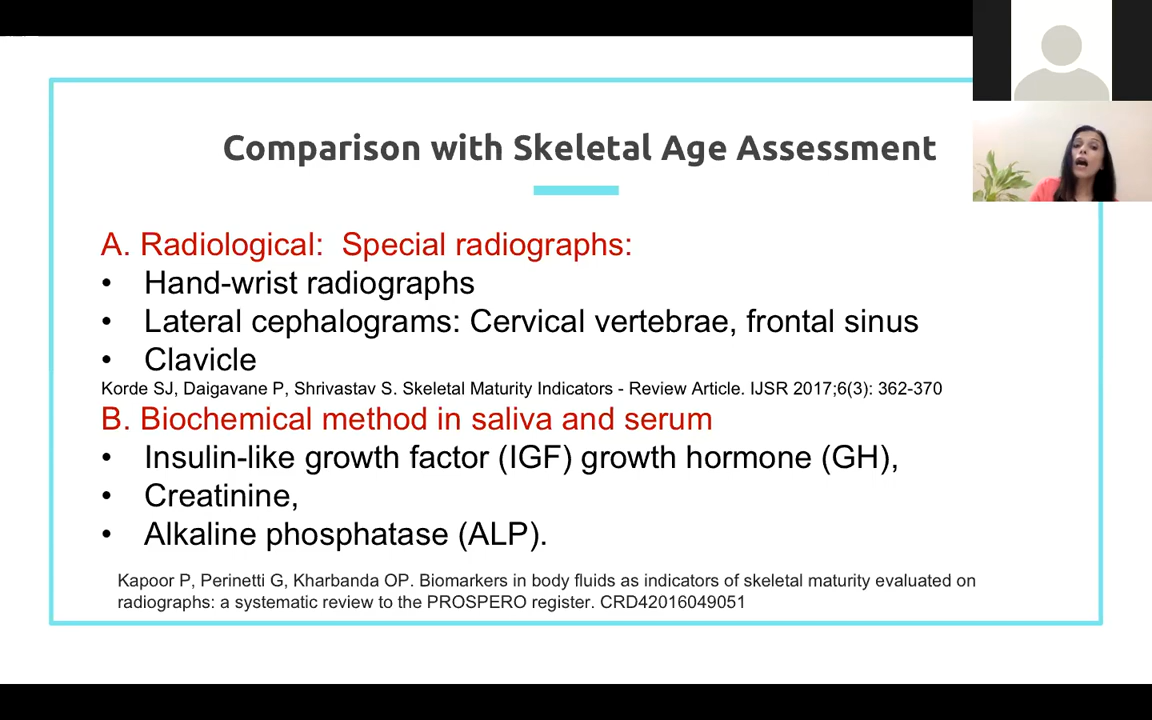 Comparison with Skeletal Age Assessment
A. Radiological:  Special radiographs:
• Hand-wrist radiographs
• Lateral cephalograms: Cervical vertebrae, frontal sinus
• Clavicle
Korde SJ, Daigavane P, Shrivastav S. Skeletal Maturity Indicators - Review Article. IJSR 2017;6(3): 362-370
B. Biochemical method in saliva and serum
• Insulin-like growth factor (IGF) growth hormone (GH),
• Creatinine,
• Alkaline phosphatase (ALP).
Kapoor P, Perinetti G, Kharbanda OP. Biomarkers in body fluids as indicators of skeletal maturity evaluated on
radiographs: a systematic review to the PROSPERO register. CRD42016049051